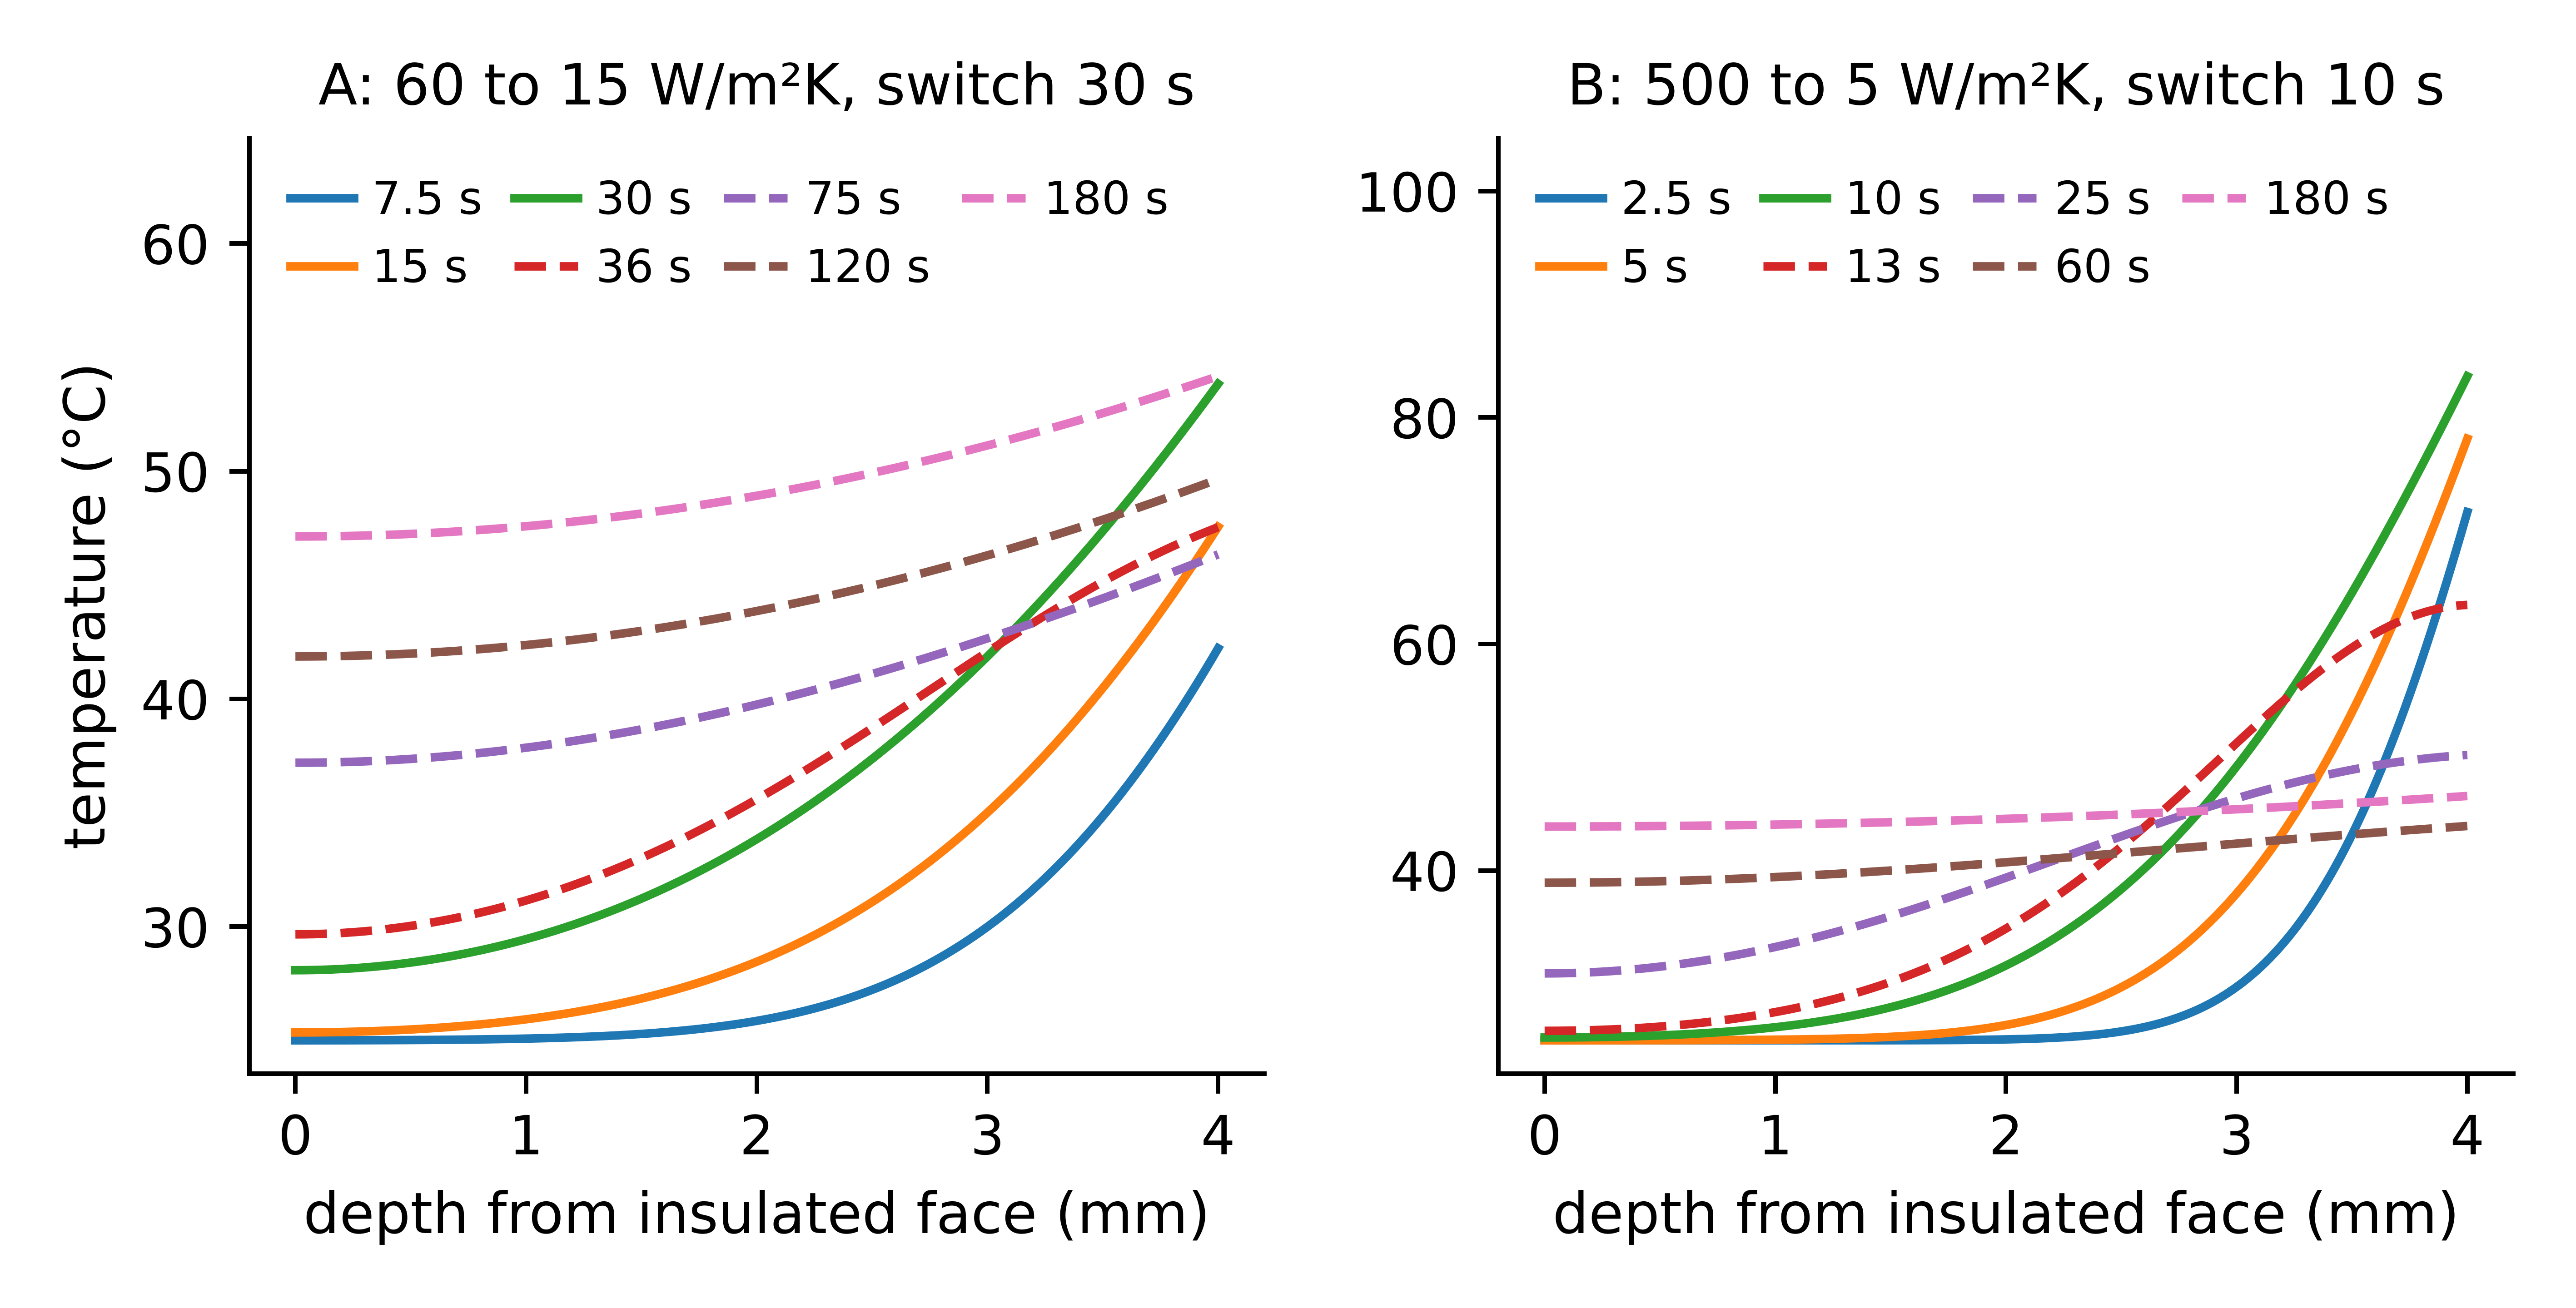 A: 60 to 15 W/m²K, switch 30 s
7.5 s 30 s 75 s 180 s
15 s 36 s 120 s
60
50
40
30
temperature (°C)
0 1 2 3 4
depth from insulated face (mm)
B: 500 to 5 W/m²K, switch 10 s
2.5 s 10 s 25 s 180 s
5 s 13 s 60 s
100
80
60
40
0 1 2 3 4
depth from insulated face (mm)